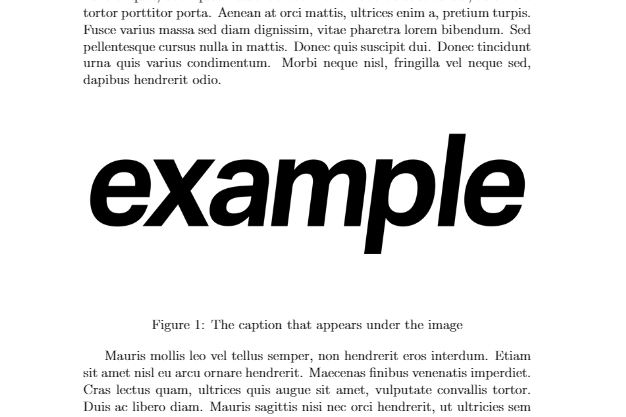 tortor porttitor porta. Aenean at orci mattis, ultrices enim a, pretium turpis.
Fusce varius massa sed diam dignissim, vitae pharetra lorem bibendum. Sed
pellentesque cursus nulla in mattis. Donec quis suscipit dui. Donec tincidunt
urna quis varius condimentum. Morbi neque nisl, fringilla vel neque sed,
dapibus hendrerit odio.
example
Figure 1: The caption that appears under the image
Mauris mollis leo vel tellus semper, non hendrerit eros interdum. Etiam
sit amet nisl eu arcu ornare hendrerit. Maecenas finibus venenatis imperdiet.
Cras lectus quam, ultrices quis augue sit amet, vulputate convallis tortor.
Duis ac libero diam. Mauris sagittis nisi nec orci hendrerit, ut ultricies sem